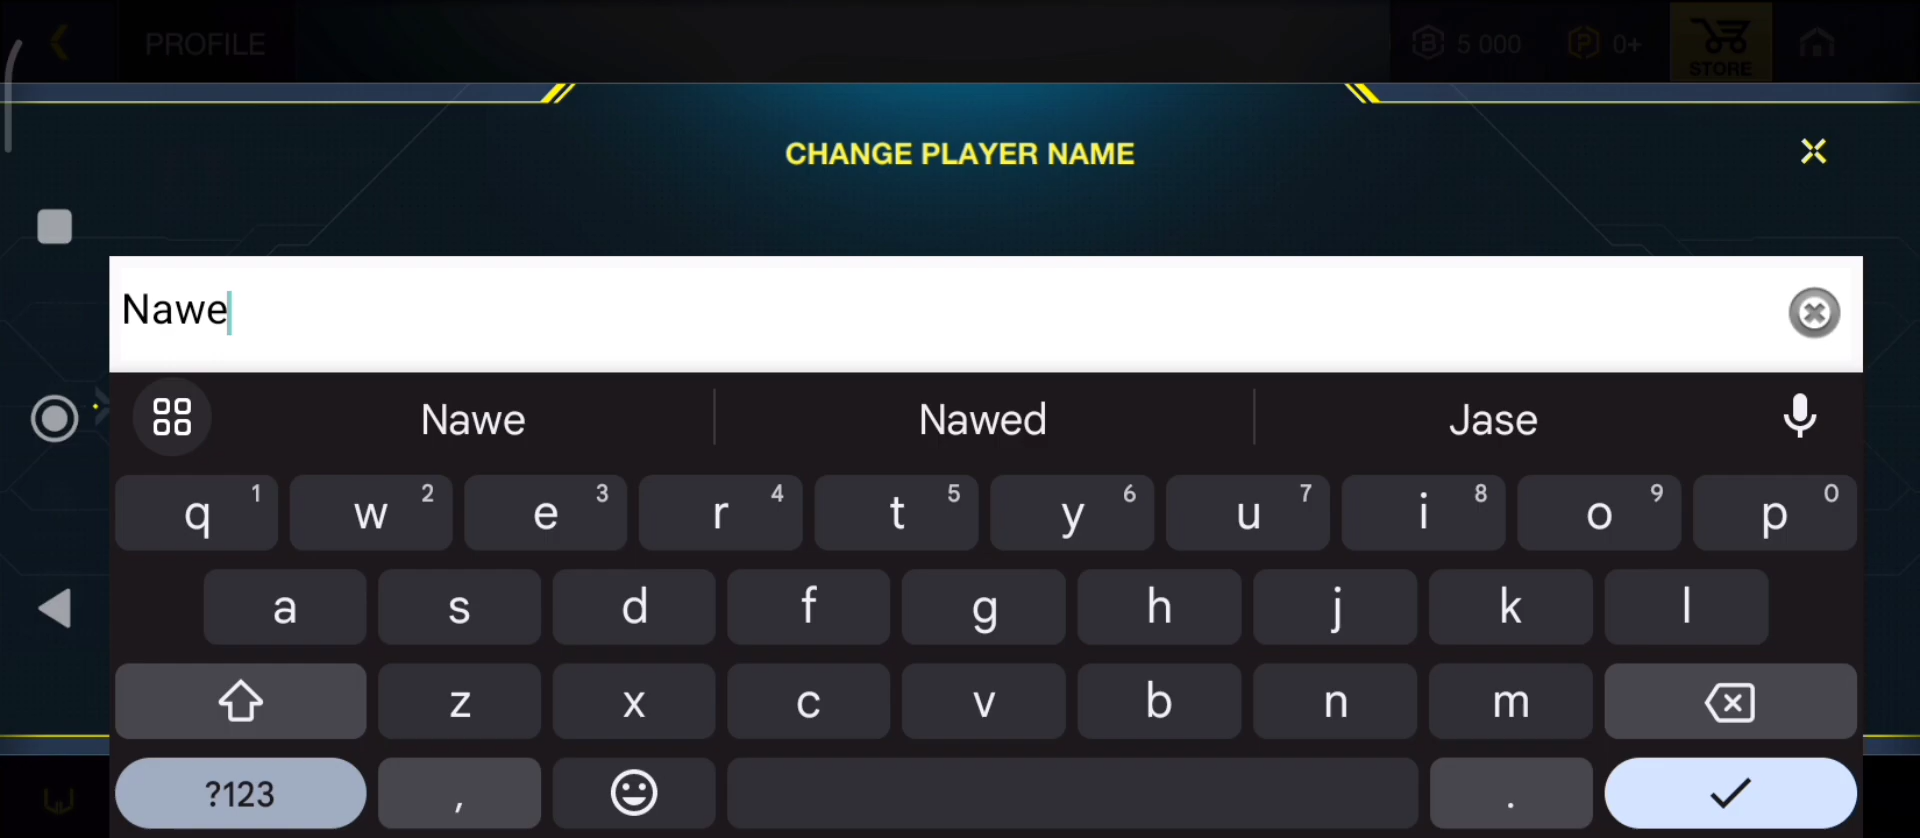 PROFILE
5 000
0+
STORE
CHANGE PLAYER NAME
Nawe
Nawe Nawed Jase
q 1 w 2 e 3 r 4 t 5 y 6 u 7 i 8 o 9 p 0
a s d f g h j k l
z x c v b n m
?123 , .